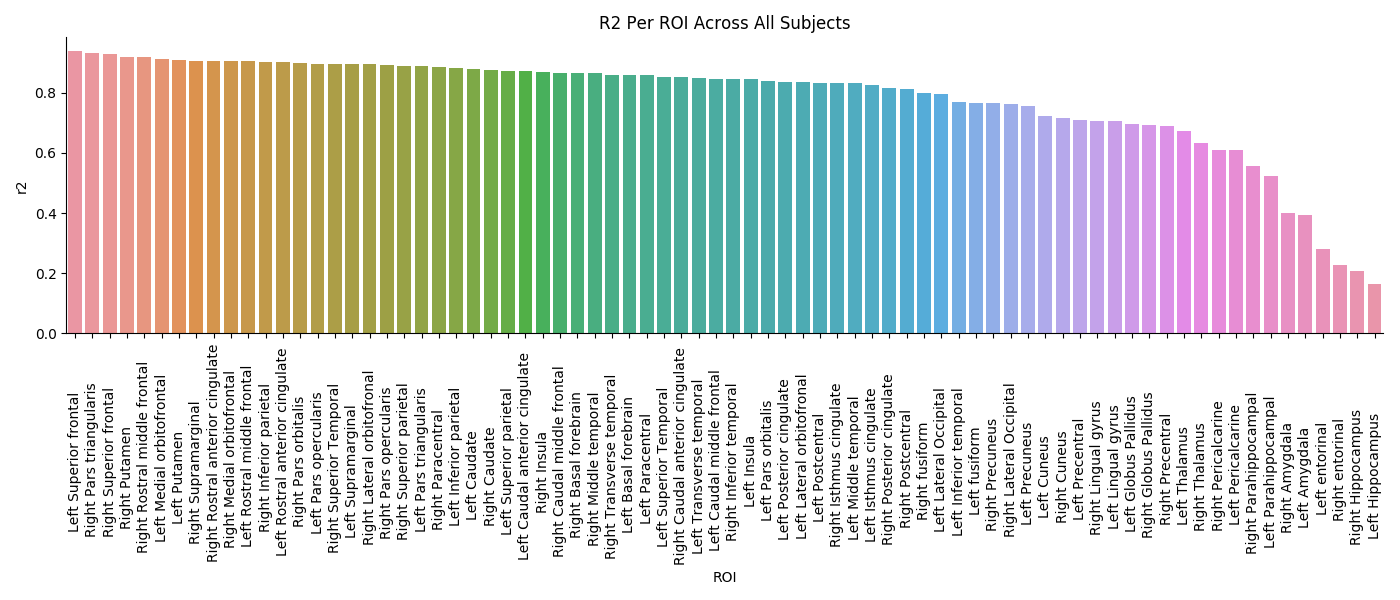 R2 Per ROI Across All Subjects
r2
0.8
0.6
0.4
0.2
0.0
Left Superior frontal
Right Pars triangularis
Right Superior frontal
Right Putamen
Right Rostral middle frontal
Left Medial orbitofrontal
Left Putamen
Right Supramarginal
Right Rostral anterior cingulate
Right Medial orbitofrontal
Left Rostral middle frontal
Right Inferior parietal
Left Rostral anterior cingulate
Right Pars orbitalis
Left Pars opercularis
Right Superior Temporal
Left Supramarginal
Right Lateral orbitofronal
Right Pars opercularis
Right Superior parietal
Left Pars triangularis
Right Paracentral
Left Inferior parietal
Left Caudate
Right Caudate
Left Superior parietal
Left Caudal anterior cingulate
Right Insula
Right Caudal middle frontal
Right Basal forebrain
Right Middle temporal
Right Transverse temporal
Left Basal forebrain
Left Paracentral
Left Superior Temporal
Right Caudal anterior cingulate
Left Transverse temporal
Left Caudal middle frontal
Right Inferior temporal
Left Insula
Left Pars orbitalis
Left Posterior cingulate
Left Lateral orbitofronal
Left Postcentral
Right Isthmus cingulate
Left Middle temporal
Left Isthmus cingulate
Right Posterior cingulate
Right Postcentral
Right fusiform
Left Lateral Occipital
Left Inferior temporal
Left fusiform
Right Precuneus
Right Lateral Occipital
Left Precuneus
Left Cuneus
Right Cuneus
Left Precentral
Right Lingual gyrus
Left Lingual gyrus
Left Globus Pallidus
Right Globus Pallidus
Right Precentral
Left Thalamus
Right Thalamus
Right Pericalcarine
Left Pericalcarine
Right Parahippocampal
Left Parahippocampal
Right Amygdala
Left Amygdala
Left entorinal
Right entorinal
Right Hippocampus
Left Hippocampus
ROI